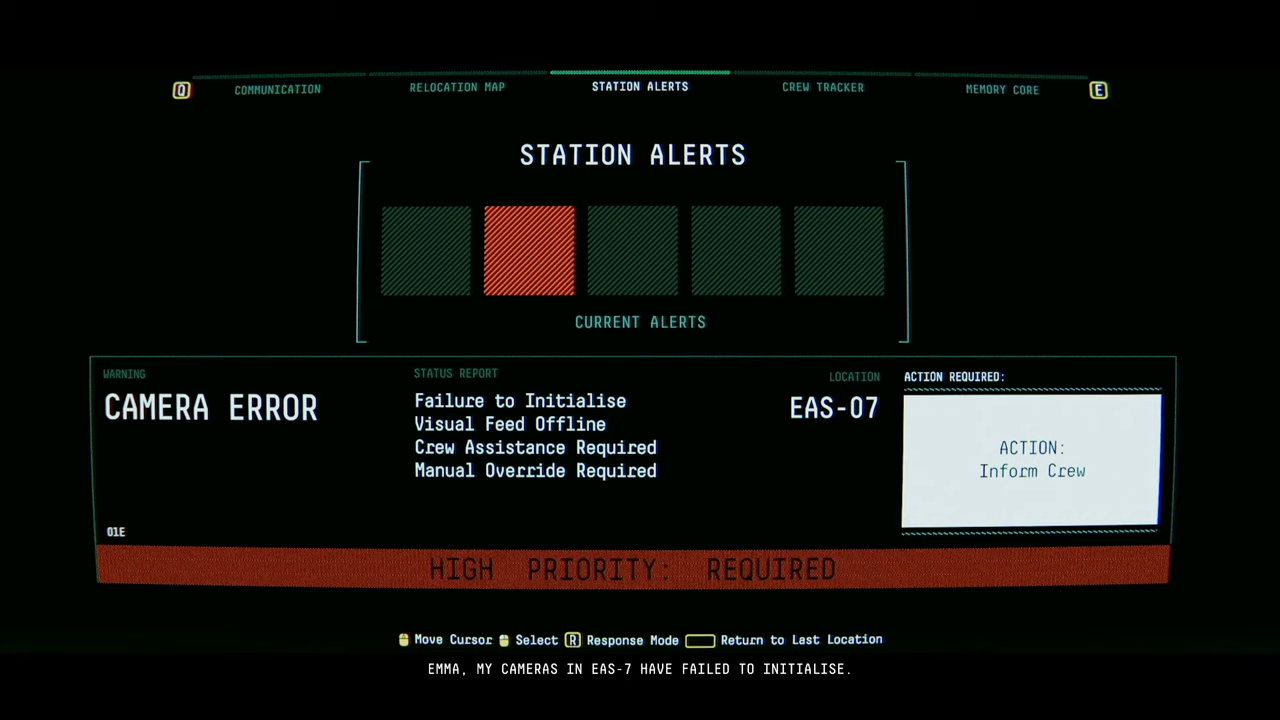 Q COMMUNICATION RELOCATION MAP STATION ALERTS CREW TRACKER MEMORY CORE E
STATION ALERTS
CURRENT ALERTS
WARNING
CAMERA ERROR
01E
STATUS REPORT
Failure to Initialise
Visual Feed Offline
Crew Assistance Required
Manual Override Required
LOCATION
EAS-07
ACTION REQUIRED:
ACTION:
Inform Crew
HIGH PRIORITY: REQUIRED
Move Cursor Select R Response Mode Return to Last Location
EMMA, MY CAMERAS IN EAS-7 HAVE FAILED TO INITIALISE.